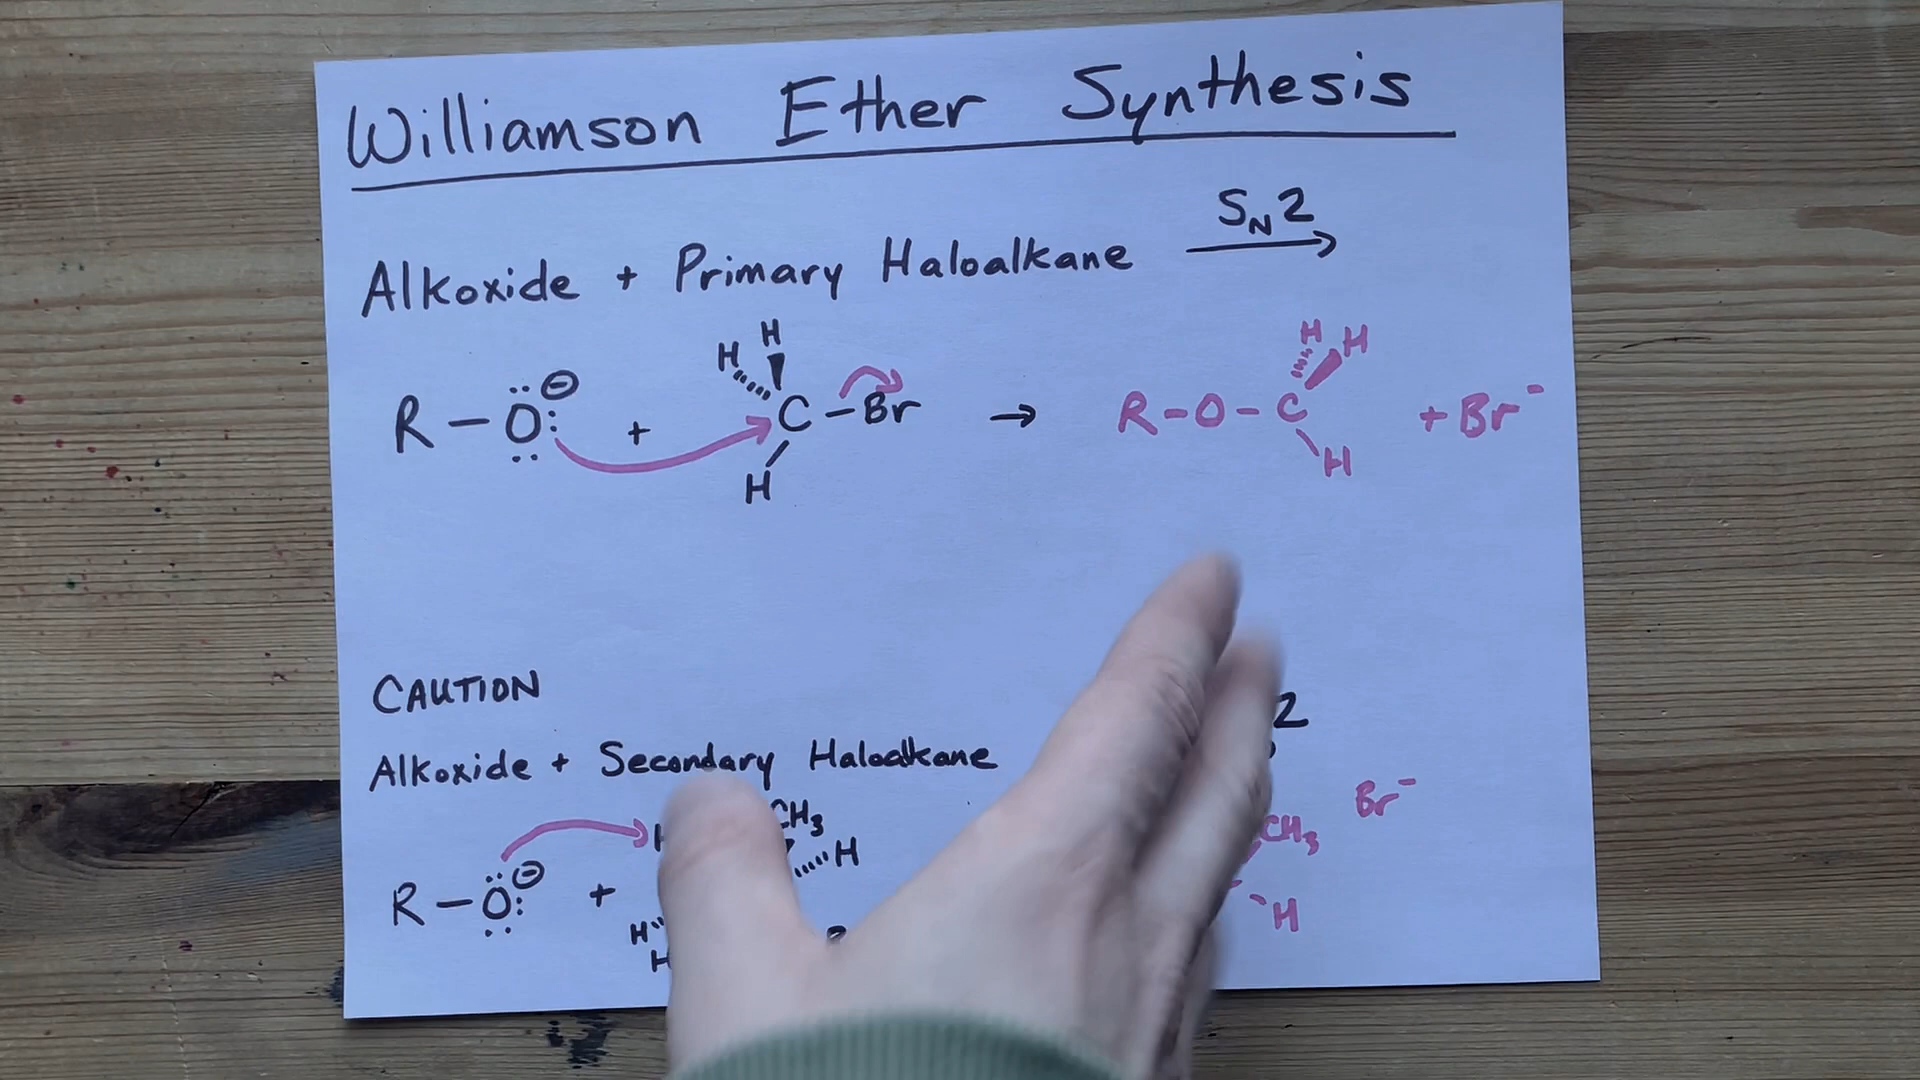 Williamson Ether Synthesis
SN2
Alkoxide + Primary Haloalkane →
H H
R — O:⊖ + C — Br → R - O - C + Br⁻
H
H H
H
CAUTION
2
Alkoxide + Secondary Haloalkane
Br⁻
CH3 CH3
H
R — O:⊖ +
H
H
H